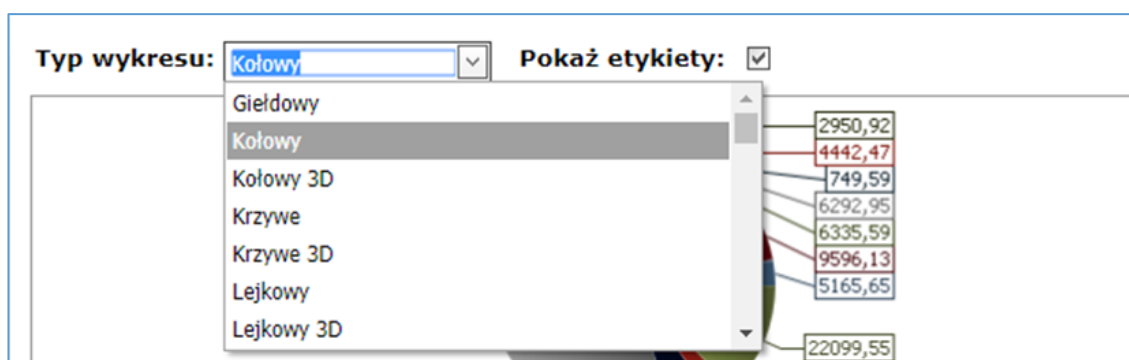 Typ wykresu: Kołowy Pokaż etykiety:
Giełdowy
Kołowy
Kołowy 3D
Krzywe
Krzywe 3D
Lejkowy
Lejkowy 3D
2950,92
4442,47
749,59
6292,95
6335,59
9596,13
5165,65
22099,55